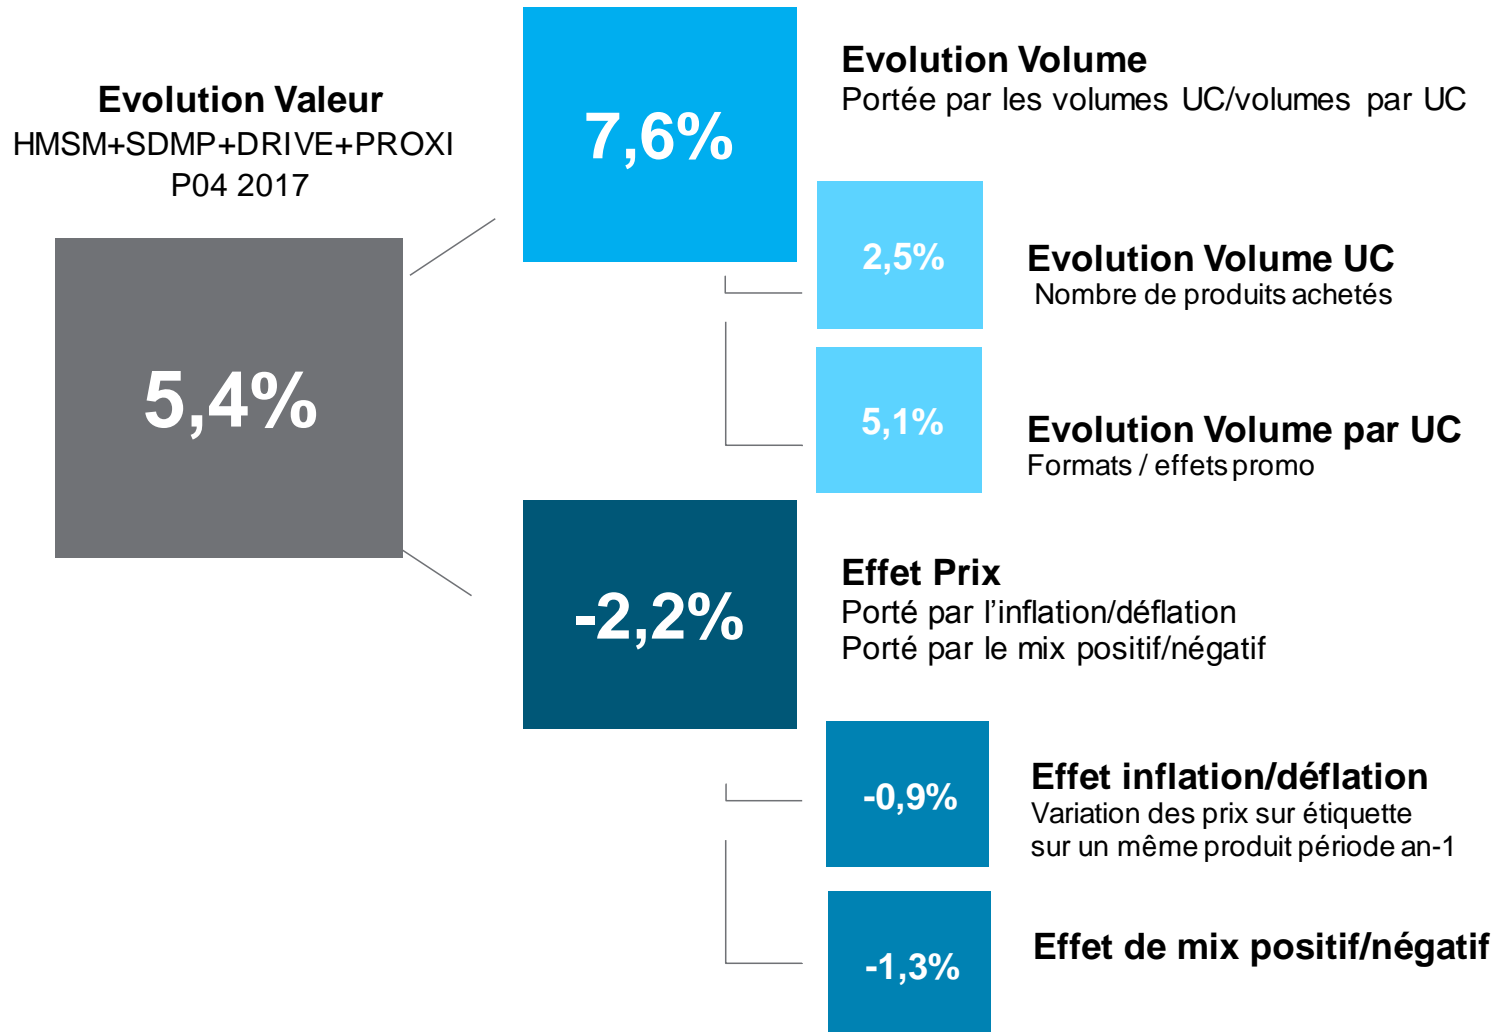 Evolution Valeur
HMSM+SDMP+DRIVE+PROXI
P04 2017
5,4%
7,6%
Evolution Volume
Portée par les volumes UC/volumes par UC
2,5%
Evolution Volume UC
Nombre de produits achetés
5,1%
Evolution Volume par UC
Formats / effets promo
-2,2%
Effet Prix
Porté par l’inflation/déflation
Porté par le mix positif/négatif
-0,9%
Effet inflation/déflation
Variation des prix sur étiquette
sur un même produit période an-1
-1,3%
Effet de mix positif/négatif